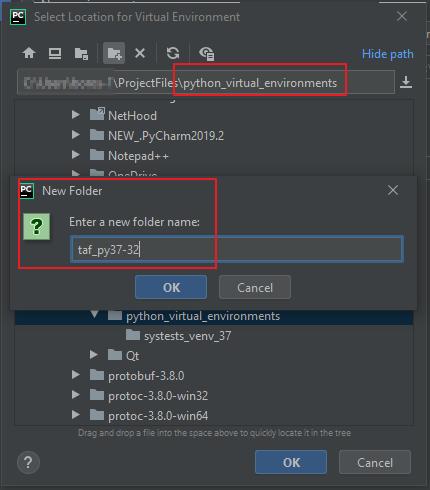 PC Select Location for Virtual Environment
Hide path
\ProjectFiles\python_virtual_environments
NetHood
NEW_.PyCharm2019.2
Notepad++
OneDrive
PC New Folder
Enter a new folder name:
taf_py37-32
OK Cancel
python_virtual_environments
systests_venv_37
Qt
protobuf-3.8.0
protoc-3.8.0-win32
protoc-3.8.0-win64
Drag and drop a file into the space above to quickly locate it in the tree
? OK Cancel